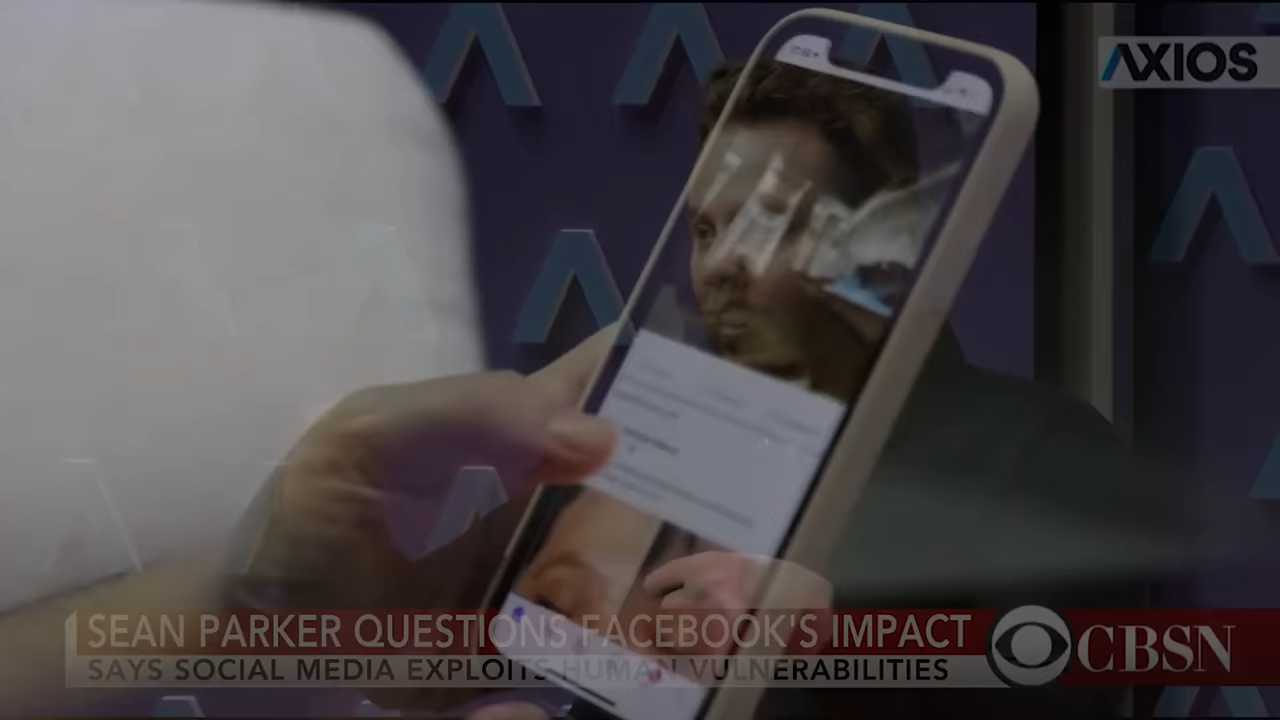 AXIOS
SEAN PARKER QUESTIONS FACEBOOK'S IMPACT
SAYS SOCIAL MEDIA EXPLOITS HUMAN VULNERABILITIES
CBSN